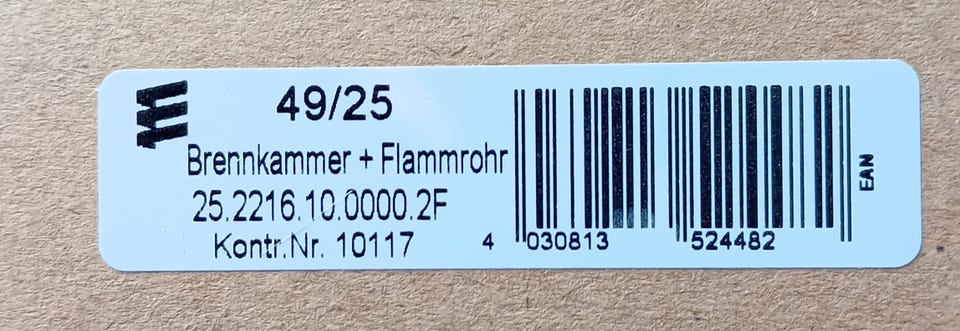 49/25
Brennkammer + Flammrohr
25.2216.10.0000.2F
Kontr.Nr. 10117
4 030813 524482
EAN